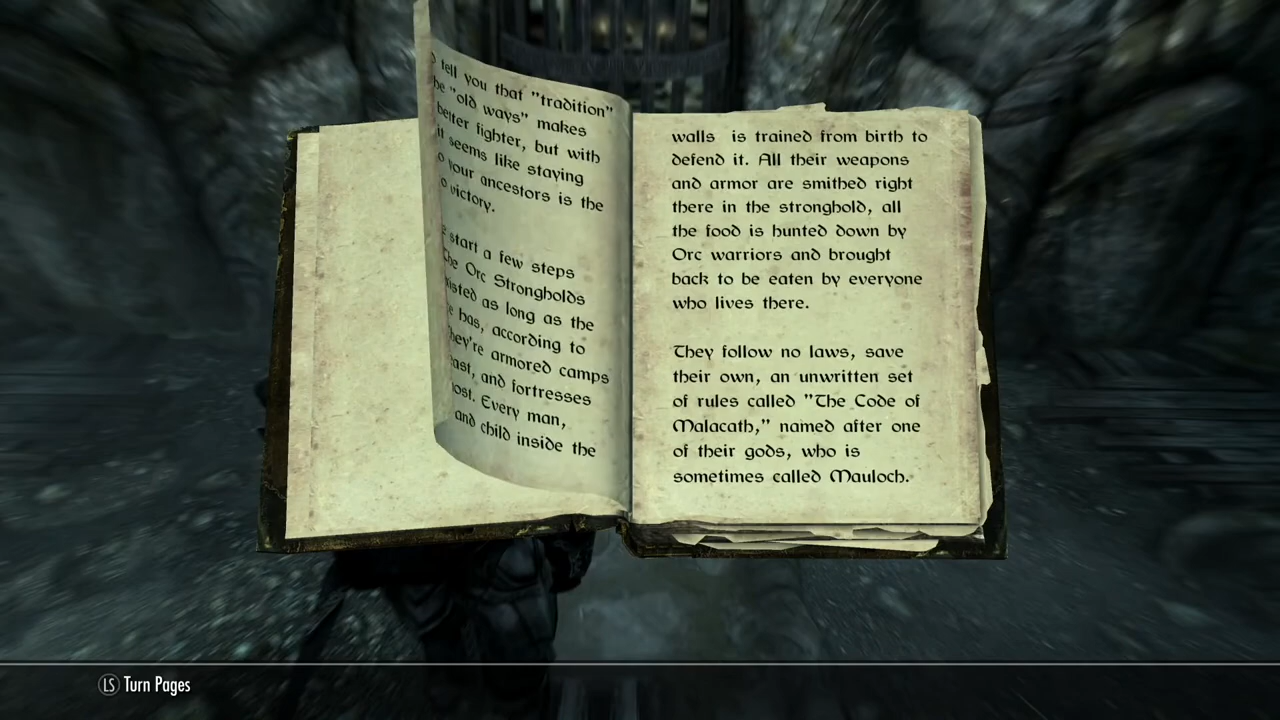 tell you that "tradition"
"old ways" makes
better fighter, but with
it seems like staying
your ancestors is the
victory.
start a few steps
The Orc Strongholds
as long as the
has, according to
They're armored camps
and fortresses
Every man,
and child inside the
walls is trained from birth to
defend it. All their weapons
and armor are smithed right
there in the stronghold, all
the food is hunted down by
Orc warriors and brought
back to be eaten by everyone
who lives there.
They follow no laws, save
their own, an unwritten set
of rules called "The Code of
Malacath," named after one
of their gods, who is
sometimes called Mauloch.
LS Turn Pages